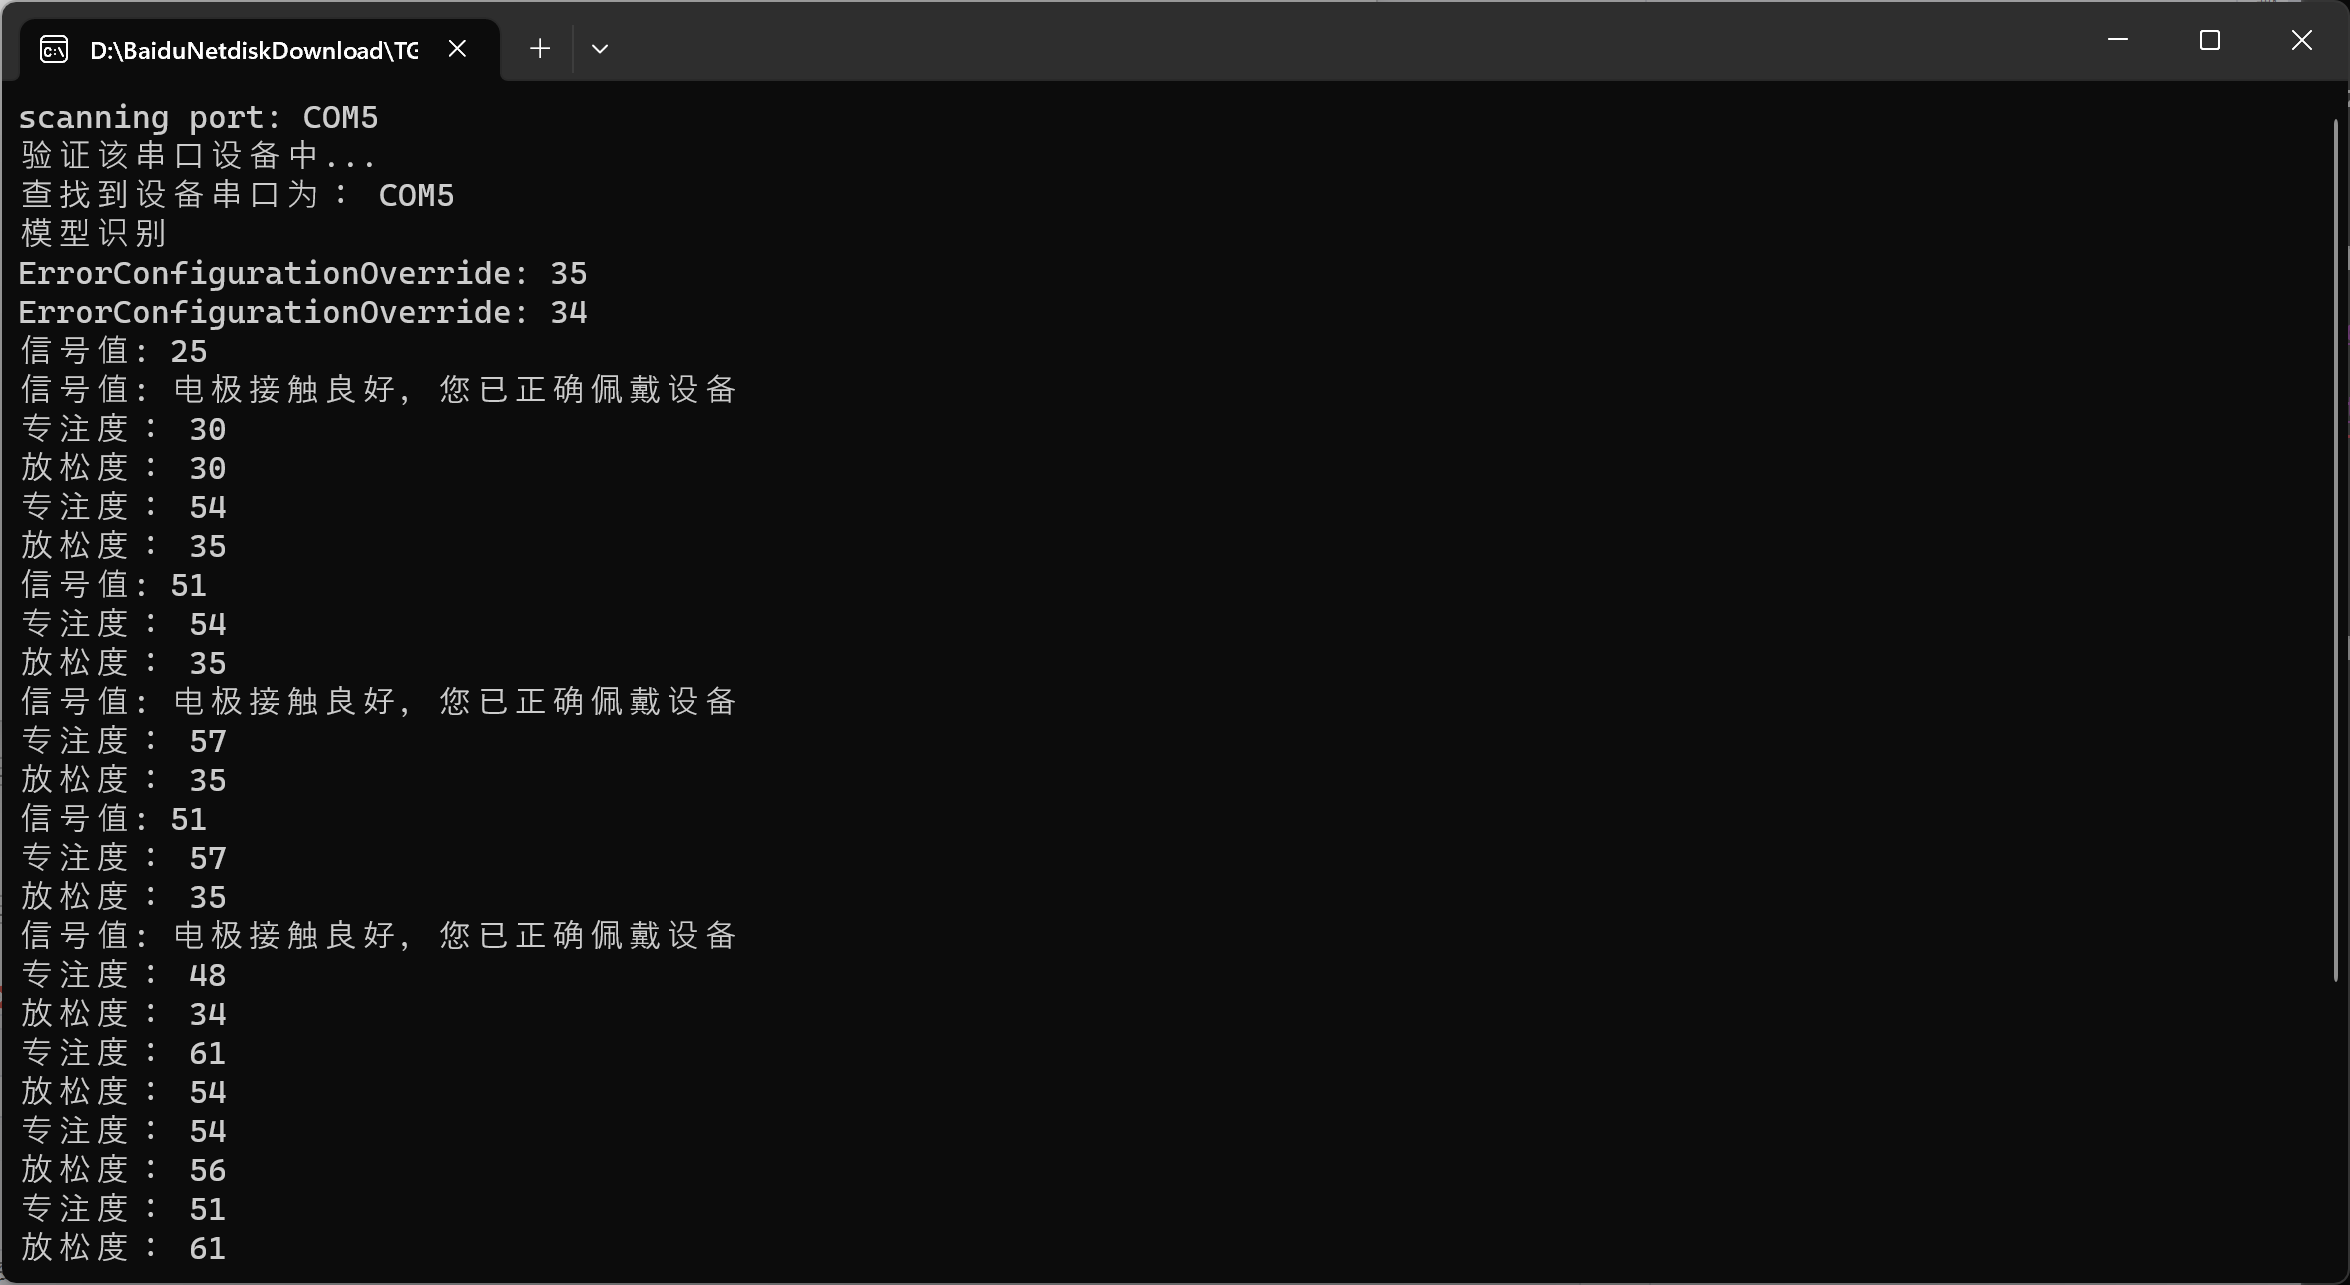 D:\BaiduNetdiskDownload\TG
scanning port: COM5
验证该串口设备中...
查找到设备串口为： COM5
模型识别
ErrorConfigurationOverride: 35
ErrorConfigurationOverride: 34
信号值: 25
信号值: 电极接触良好, 您已正确佩戴设备
专注度： 30
放松度： 30
专注度： 54
放松度： 35
信号值: 51
专注度： 54
放松度： 35
信号值: 电极接触良好, 您已正确佩戴设备
专注度： 57
放松度： 35
信号值: 51
专注度： 57
放松度： 35
信号值: 电极接触良好, 您已正确佩戴设备
专注度： 48
放松度： 34
专注度： 61
放松度： 54
专注度： 54
放松度： 56
专注度： 51
放松度： 61